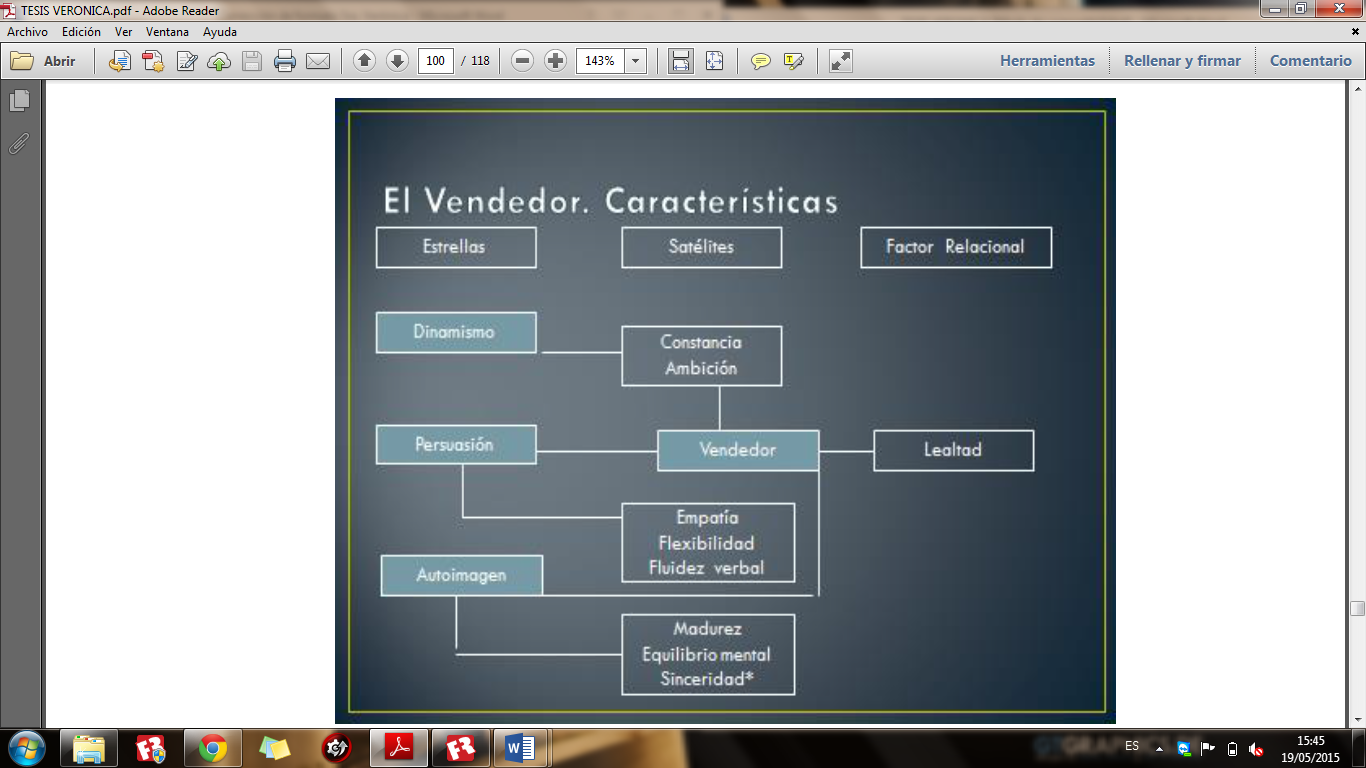 TESIS VERONICA.pdf - Adobe Reader
Archivo Edición Ver Ventana Ayuda
Abrir 100 / 118 143% Herramientas Rellenar y firmar Comentario
El Vendedor. Características
Estrellas Satélites Factor Relacional
Dinamismo
Constancia
Ambición
Persuasión Vendedor Lealtad
Empatía
Flexibilidad
Fluidez verbal
Autoimagen
Madurez
Equilibrio mental
Sinceridad*
ES 15:45
19/05/2015